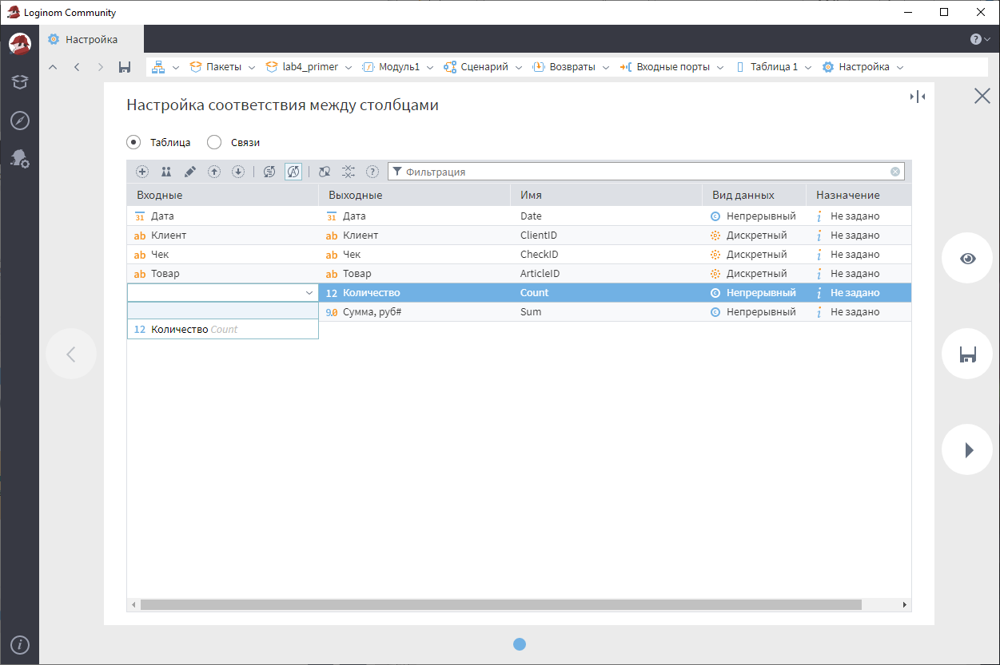 Loginom Community
Настройка
?
Пакеты lab4_primer Модуль1 Сценарий Возвраты Входные порты Таблица 1 Настройка
Настройка соответствия между столбцами
Таблица Связи
? Фильтрация
Входные Выходные Имя Вид данных Назначение
31 Дата 31 Дата Date C Непрерывный i Не задано
ab Клиент ab Клиент ClientID Дискретный i Не задано
ab Чек ab Чек CheckID Дискретный i Не задано
ab Товар ab Товар ArticleID Дискретный i Не задано
12 Количество Count C Непрерывный i Не задано
9.0 Сумма, руб# Sum C Непрерывный i Не задано
12 Количество Count
i